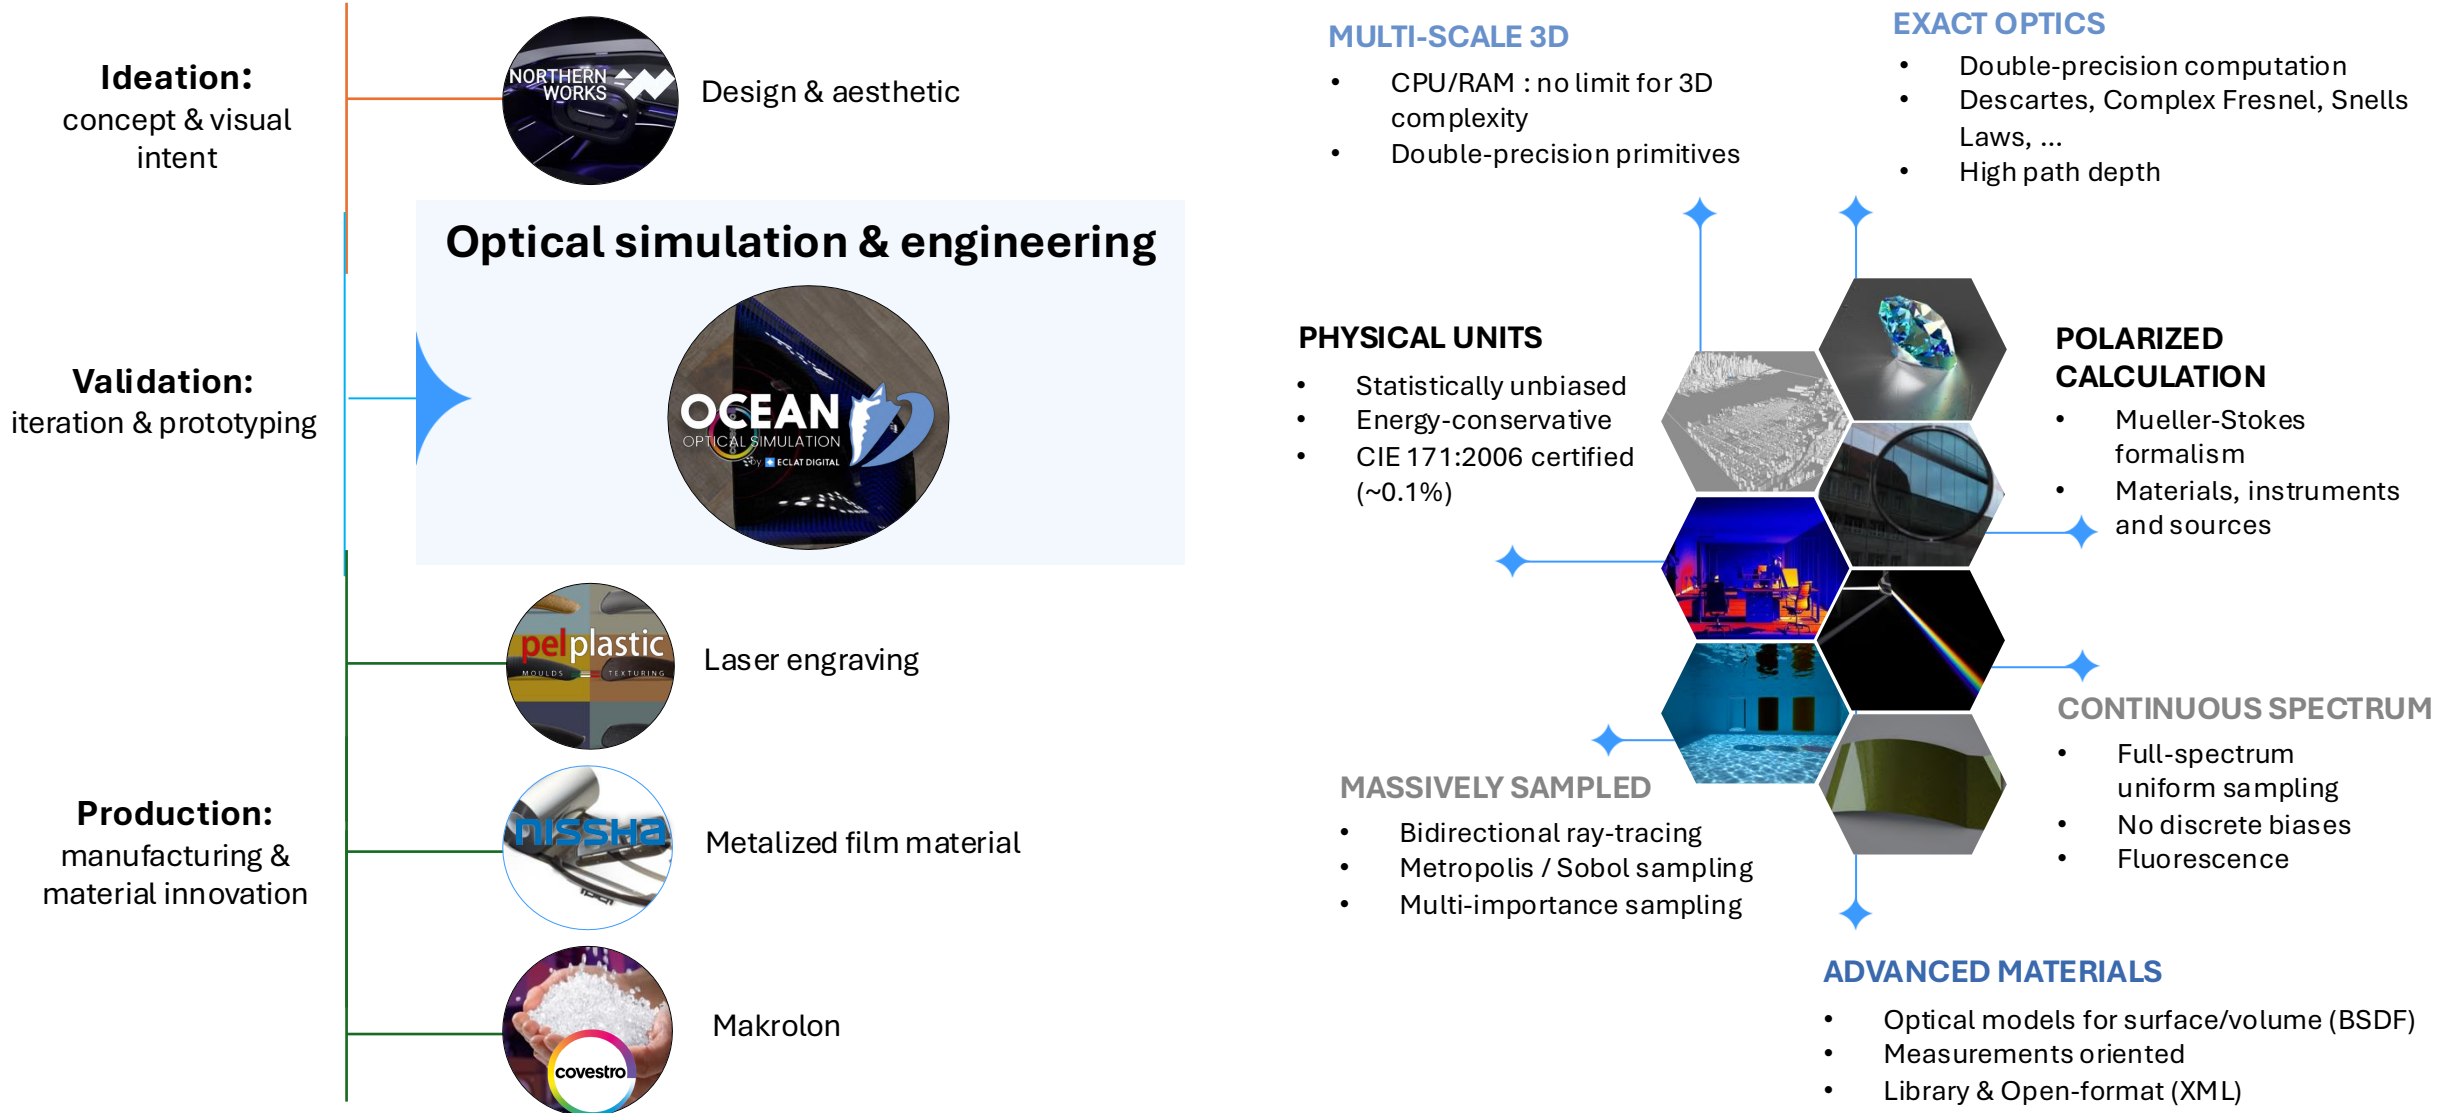 Ideation:
concept & visual
intent
NORTHERN
WORKS
Design & aesthetic
Optical simulation & engineering
Validation:
iteration & prototyping
OCEAN
OPTICAL SIMULATION
by ECLAT DIGITAL
pelplastic
MOULDS TEXTURING
Laser engraving
Production:
manufacturing &
material innovation
NISSHA
Metalized film material
covestro
Makrolon
MULTI-SCALE 3D
• CPU/RAM : no limit for 3D
complexity
• Double-precision primitives
EXACT OPTICS
• Double-precision computation
• Descartes, Complex Fresnel, Snells
Laws, ...
• High path depth
PHYSICAL UNITS
• Statistically unbiased
• Energy-conservative
• CIE 171:2006 certified
(~0.1%)
POLARIZED
CALCULATION
• Mueller-Stokes
formalism
• Materials, instruments
and sources
MASSIVELY SAMPLED
• Bidirectional ray-tracing
• Metropolis / Sobol sampling
• Multi-importance sampling
CONTINUOUS SPECTRUM
• Full-spectrum
uniform sampling
• No discrete biases
• Fluorescence
ADVANCED MATERIALS
• Optical models for surface/volume (BSDF)
• Measurements oriented
• Library & Open-format (XML)